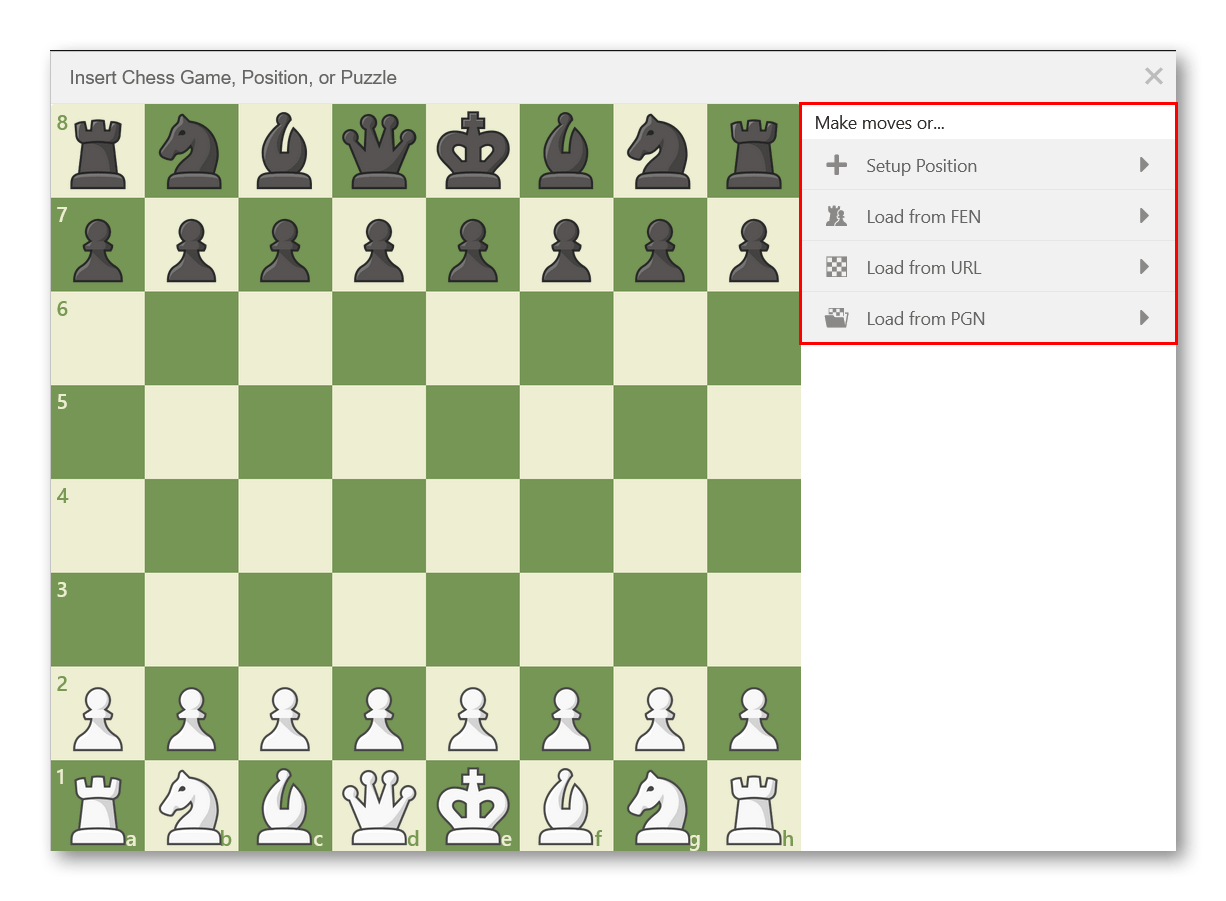 Insert Chess Game, Position, or Puzzle
8
7
6
5
4
3
2
1
a b c d e f g h
Make moves or...
Setup Position
Load from FEN
Load from URL
Load from PGN